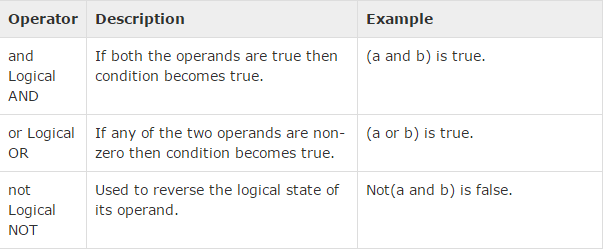 Operator Description Example
and If both the operands are true then (a and b) is true.
Logical condition becomes true.
AND
or Logical If any of the two operands are non- (a or b) is true.
OR zero then condition becomes true.
not Used to reverse the logical state of Not(a and b) is false.
Logical its operand.
NOT